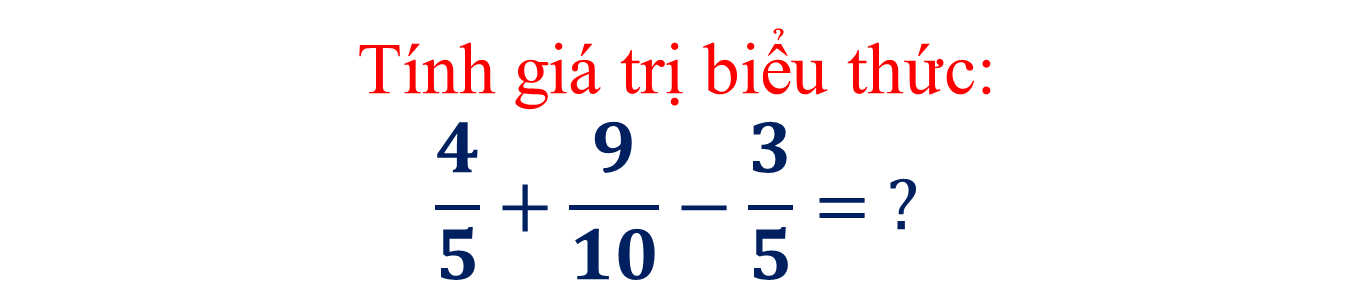 Tính giá trị biểu thức:
4/5 + 9/10 − 3/5 = ?